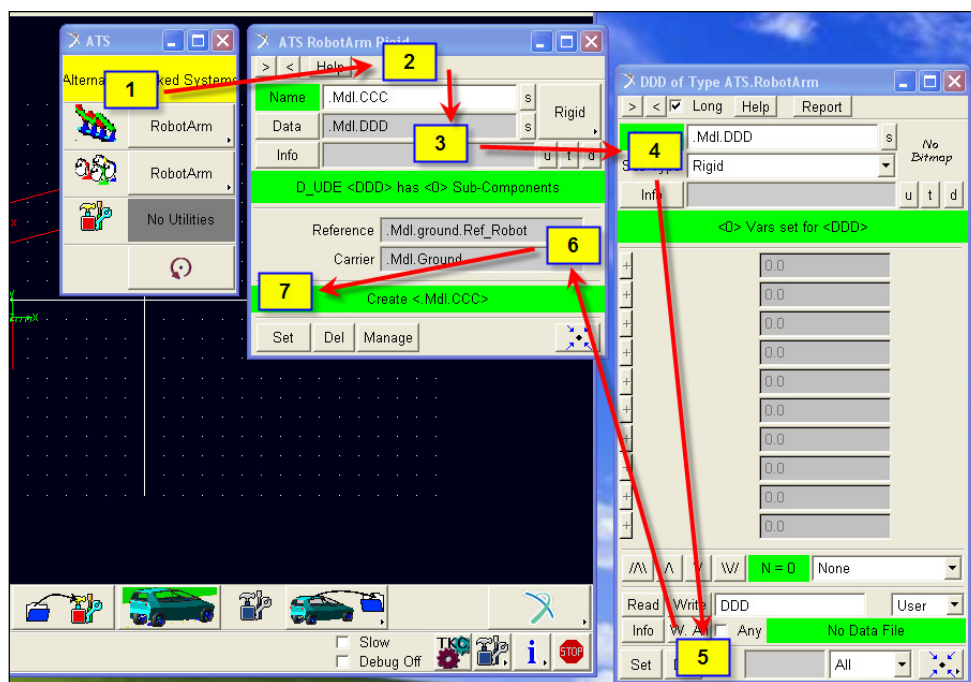 ATS
Alterna ked Systems
1
RobotArm
RobotArm
No Utilities
ATS RobotArm Rigid
> < Help
2
Name .Mdl.CCC s
Rigid
Data .Mdl.DDD s
3
Info u t d
D_UDE <DDD> has <0> Sub-Components
Reference .Mdl.ground.Ref_Robot
6
Carrier .Mdl.Ground
7
Create <.Mdl.CCC>
Set Del Manage
DDD of Type ATS.RobotArm
> < Long Help Report
4
.Mdl.DDD s
No
Bitmap
Rigid
Info u t d
<0> Vars set for <DDD>
+ 0.0
+ 0.0
+ 0.0
+ 0.0
+ 0.0
+ 0.0
+ 0.0
+ 0.0
+ 0.0
+ 0.0
/\/\ /\ \/ \/\/ N = 0 None
Read Write DDD User
Info W. A Any No Data File
Set D 5 All
X
Slow
Debug Off
TKC
i
STOP